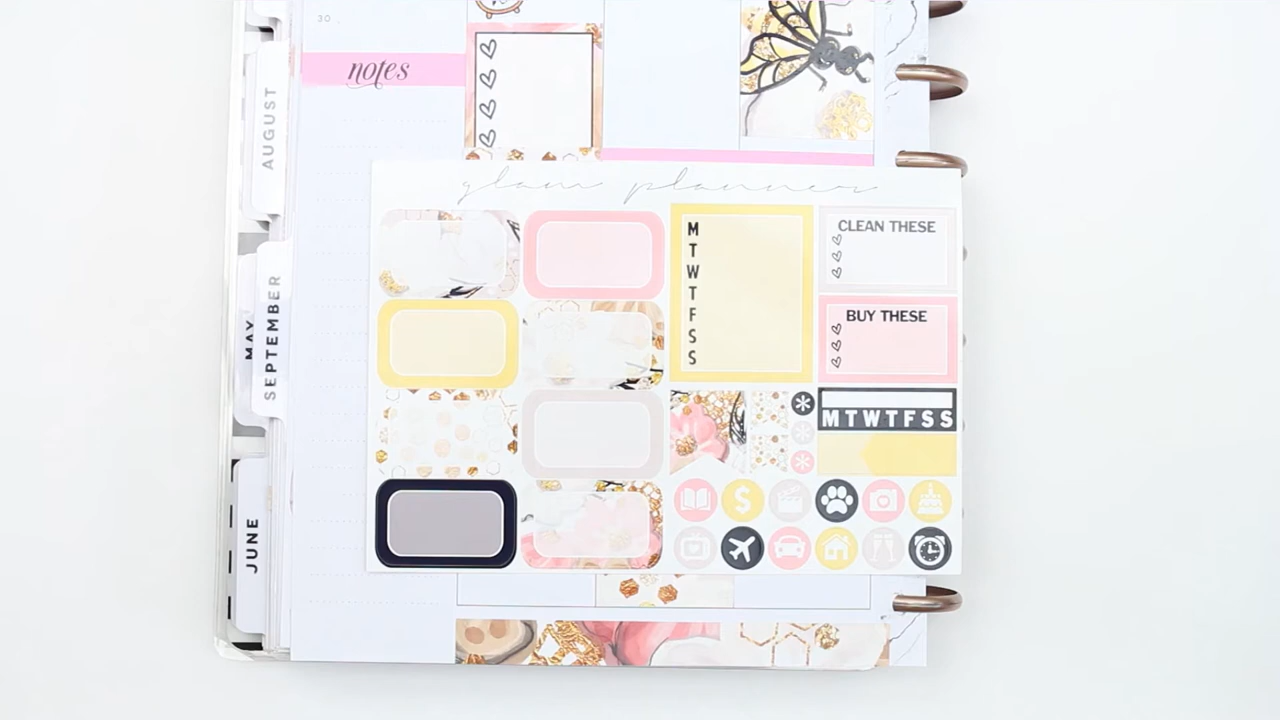 30
notes
AUGUST
glam planner
M
T
W
T
F
S
S
CLEAN THESE
BUY THESE
MAY
SEPTEMBER
MTWTFSS
$
JUNE